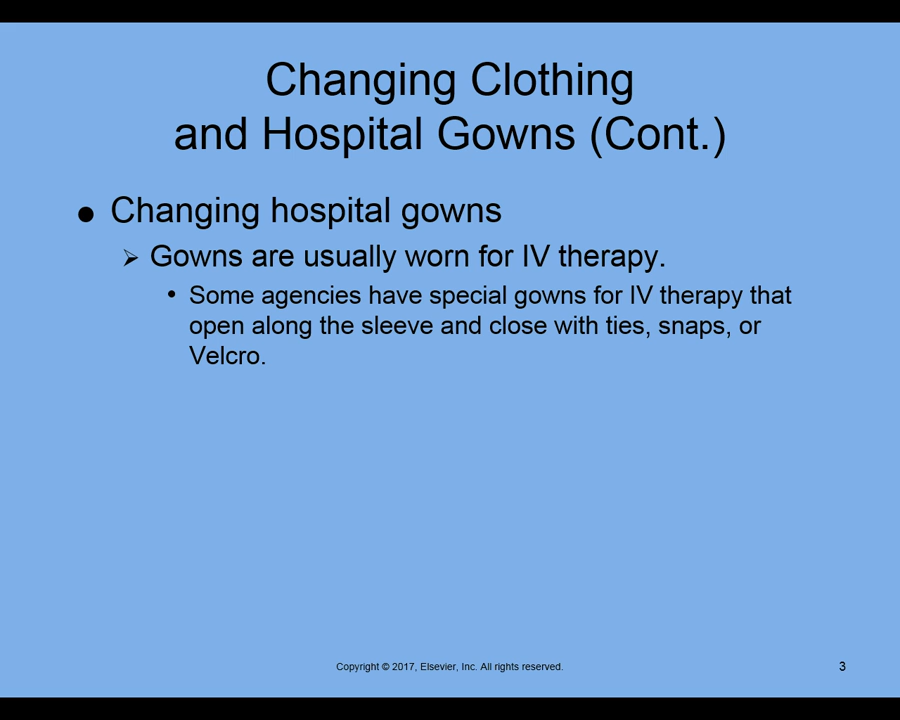 Changing Clothing
and Hospital Gowns (Cont.)
● Changing hospital gowns
➢ Gowns are usually worn for IV therapy.
• Some agencies have special gowns for IV therapy that
open along the sleeve and close with ties, snaps, or
Velcro.
Copyright © 2017, Elsevier, Inc. All rights reserved.
3